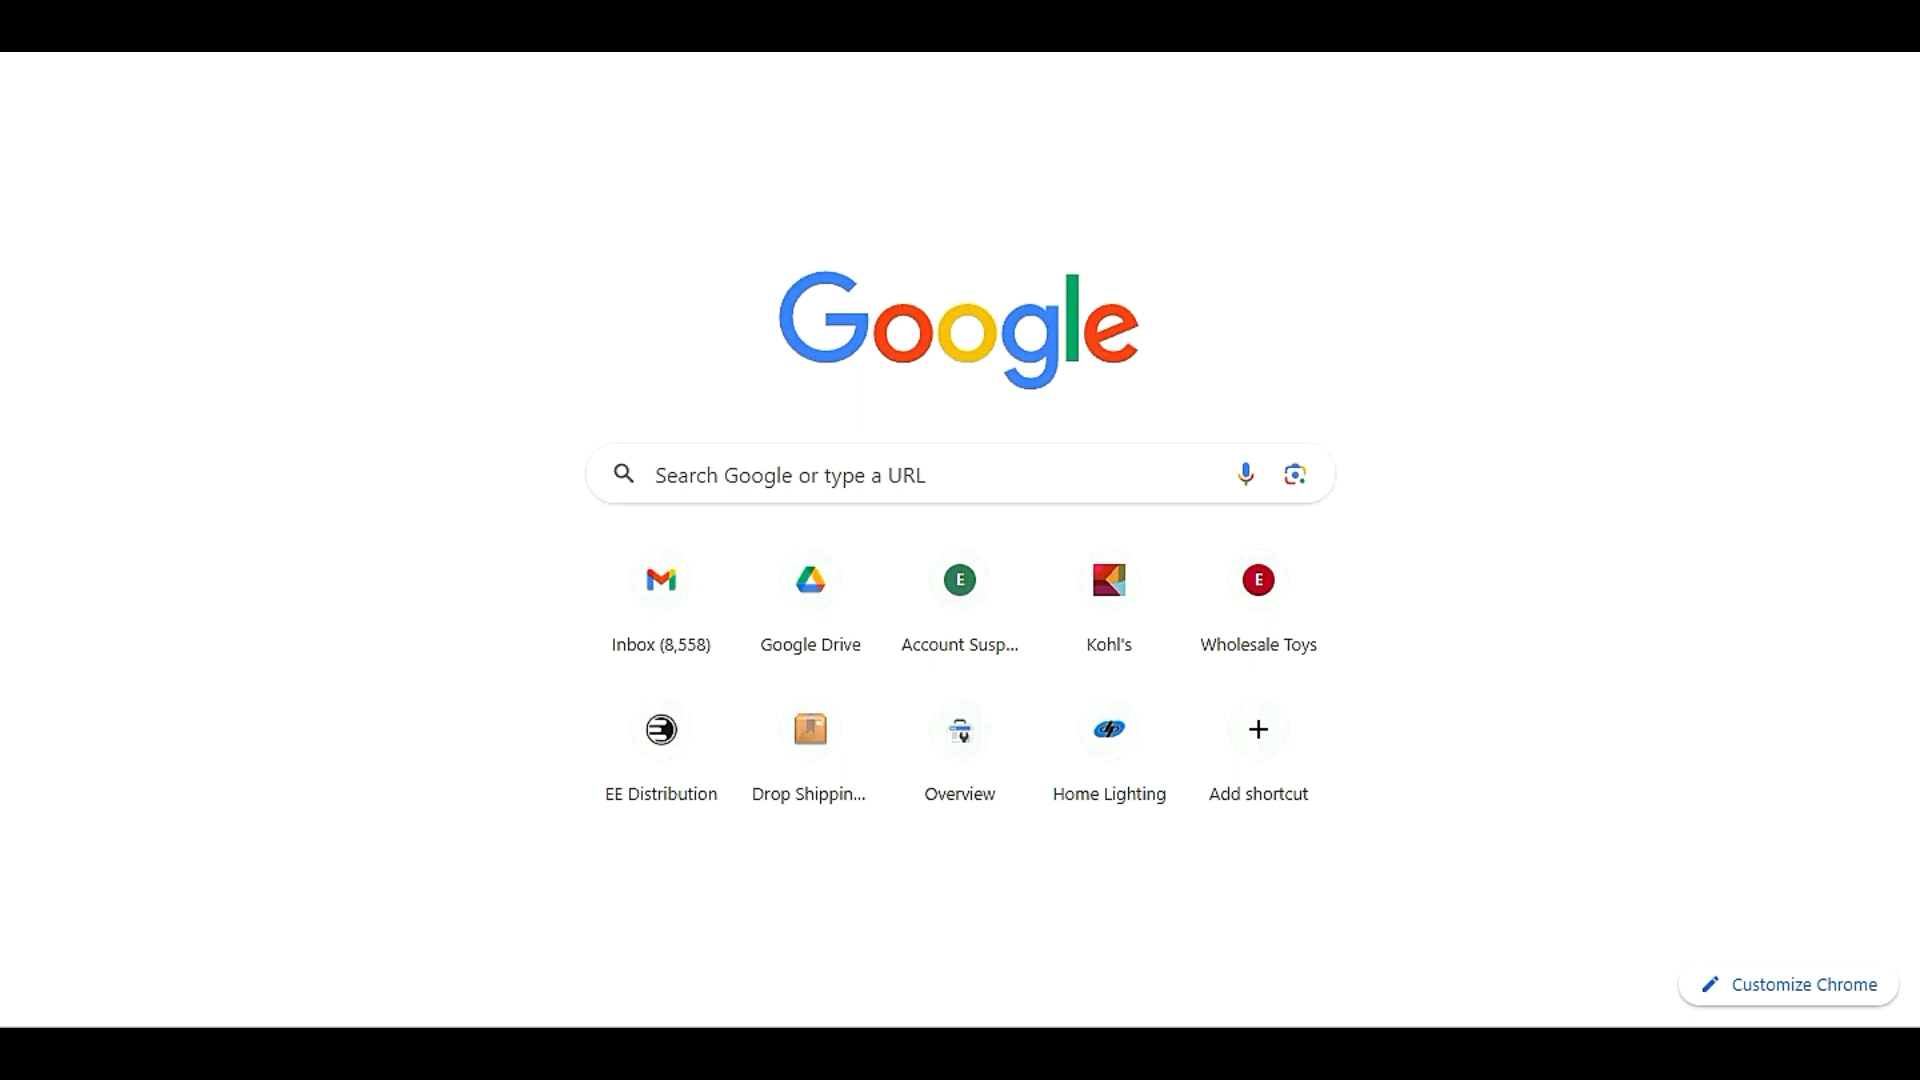 Google
Search Google or type a URL
E
E
Inbox (8,558)
Google Drive
Account Susp...
Kohl's
Wholesale Toys
EE Distribution
Drop Shippin...
Overview
Home Lighting
Add shortcut
Customize Chrome